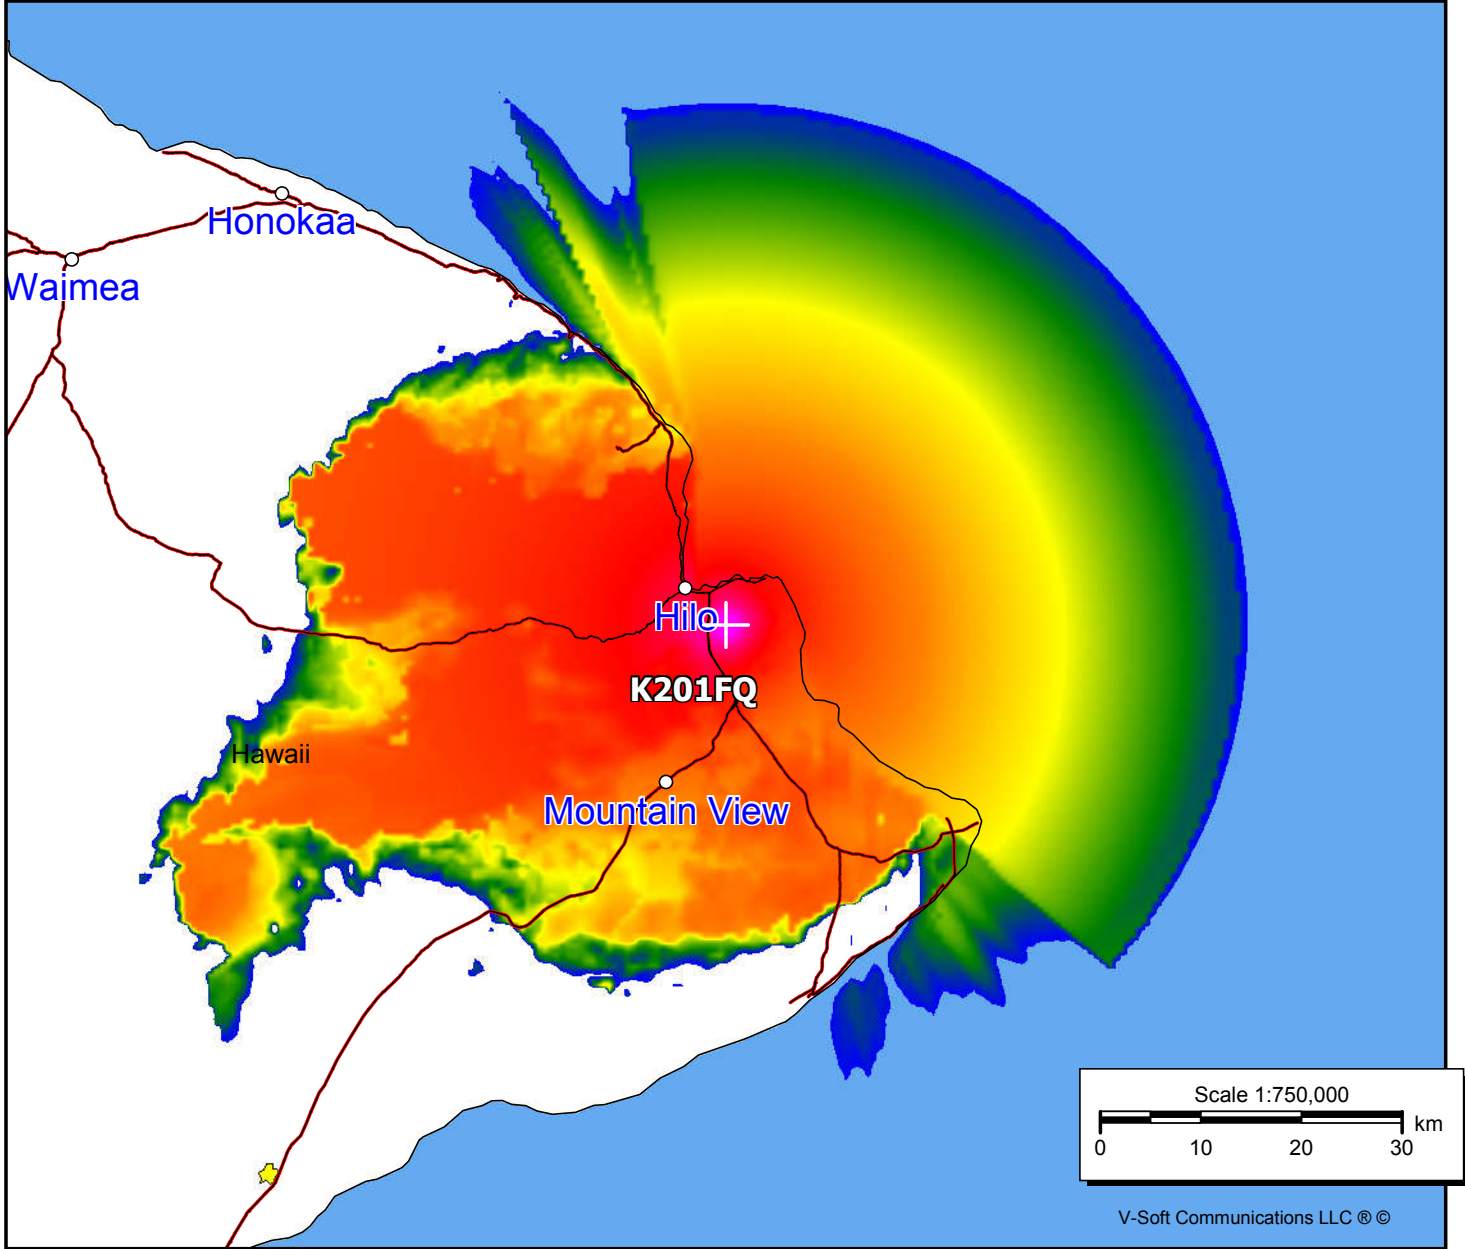 Honokaa
Waimea
Hilo
K201FQ
Hawaii
Mountain View
Scale 1:750,000
km
0 10 20 30
V-Soft Communications LLC ® ©